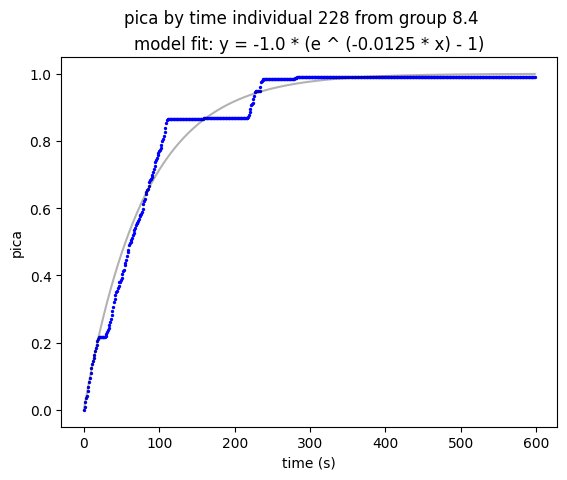 pica by time individual 228 from group 8.4
model fit: y = -1.0 * (e ^ (-0.0125 * x) - 1)
1.0
0.8
0.6
0.4
0.2
0.0
pica
0 100 200 300 400 500 600
time (s)